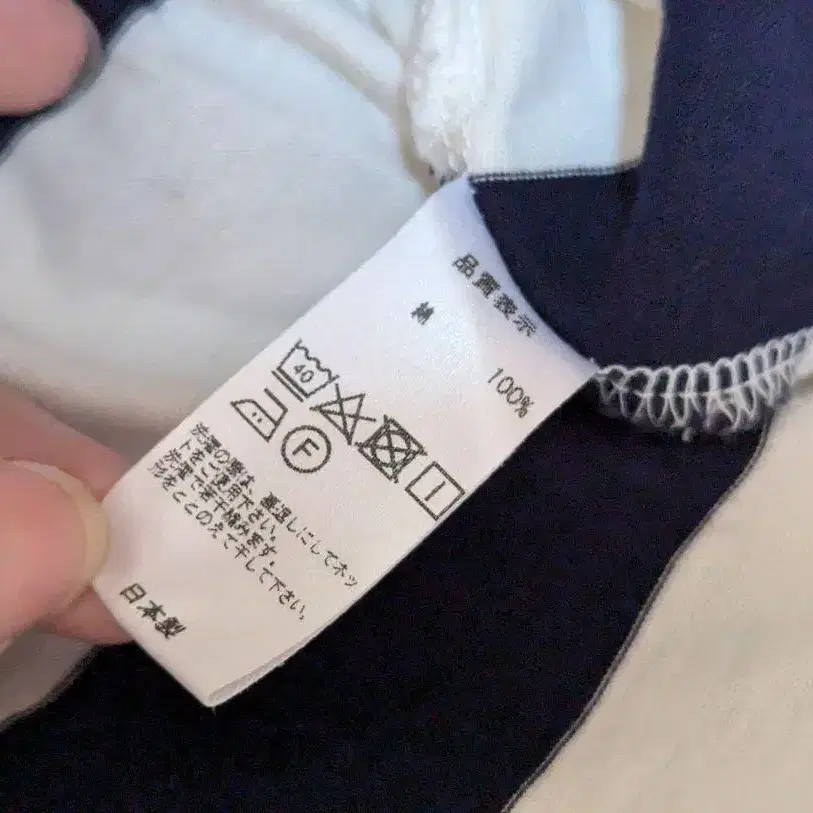 品質表示
綿 100%
40
F
洗濯の際は、裏返しにしてネッ
トをご使用下さい。
洗濯で若干縮みます。
形をととのえて干して下さい。
日本製